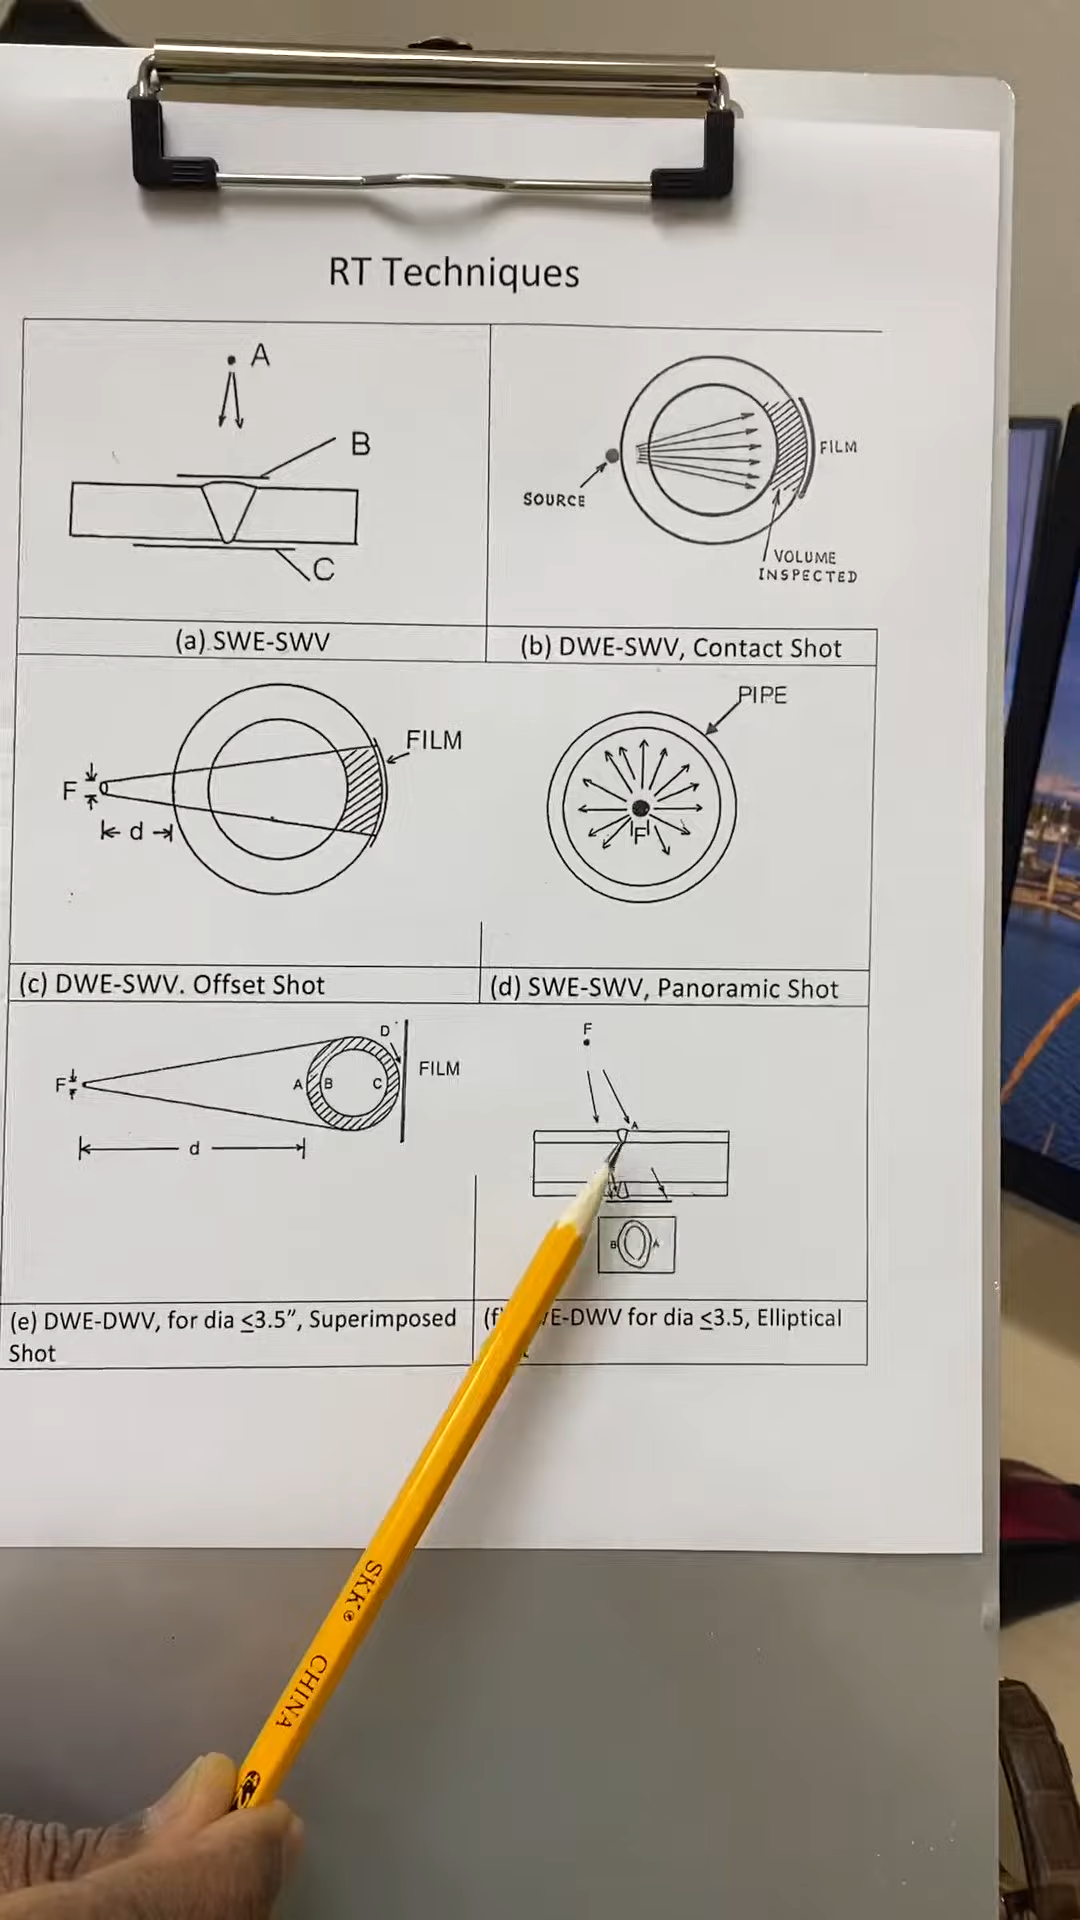 RT Techniques
A
B
C
SOURCE
FILM
VOLUME
INSPECTED
(a).SWE-SWV
(b) DWE-SWV, Contact Shot
F
d
FILM
PIPE
F
(c) DWE-SWV. Offset Shot
(d) SWE-SWV, Panoramic Shot
F
d
A
B
C
D
FILM
F
A
B
A
(e) DWE-DWV, for dia ≤3.5", Superimposed
Shot
(f) E-DWV for dia ≤3.5, Elliptical
SKK
CHINA